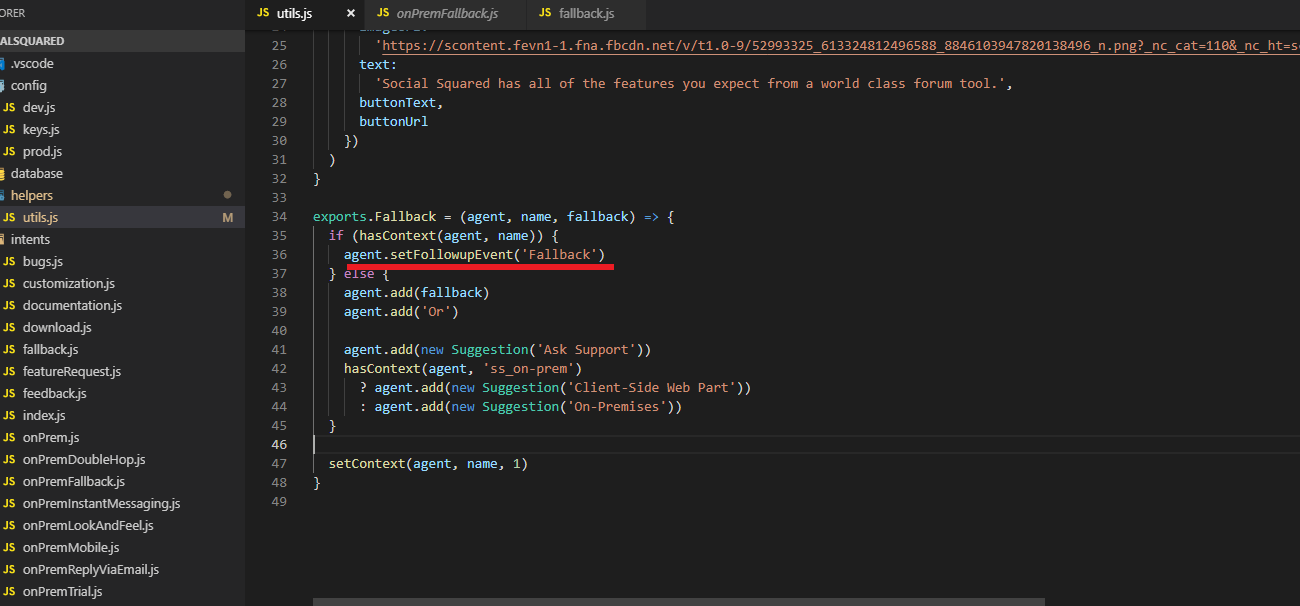 ORER
JS utils.js ×
JS onPremFallback.js
JS fallback.js
ALSQUARED
.vscode
config
JS dev.js
JS keys.js
JS prod.js
database
helpers
JS utils.js M
intents
JS bugs.js
JS customization.js
JS documentation.js
JS download.js
JS fallback.js
JS featureRequest.js
JS feedback.js
JS index.js
JS onPrem.js
JS onPremDoubleHop.js
JS onPremFallback.js
JS onPremInstantMessaging.js
JS onPremLookAndFeel.js
JS onPremMobile.js
JS onPremReplyViaEmail.js
JS onPremTrial.js
25 'https://scontent.fevn1-1.fna.fbcdn.net/v/t1.0-9/52993325_613324812496588_8846103947820138496_n.png?_nc_cat=110&_nc_ht=s
26 text:
27 'Social Squared has all of the features you expect from a world class forum tool.',
28 buttonText,
29 buttonUrl
30 })
31 )
32 }
33
34 exports.Fallback = (agent, name, fallback) => {
35 if (hasContext(agent, name)) {
36 agent.setFollowupEvent('Fallback')
37 } else {
38 agent.add(fallback)
39 agent.add('Or')
40
41 agent.add(new Suggestion('Ask Support'))
42 hasContext(agent, 'ss_on-prem')
43 ? agent.add(new Suggestion('Client-Side Web Part'))
44 : agent.add(new Suggestion('On-Premises'))
45 }
46
47 setContext(agent, name, 1)
48 }
49